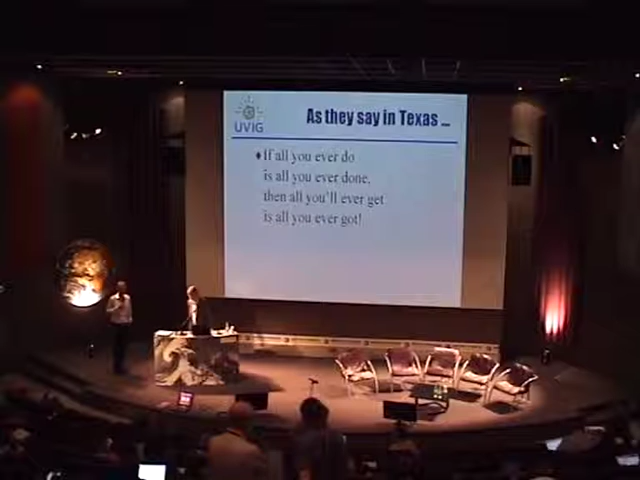 As they say in Texas ...
UVIG
If all you ever do
is all you ever done,
then all you'll ever get
is all you ever got!